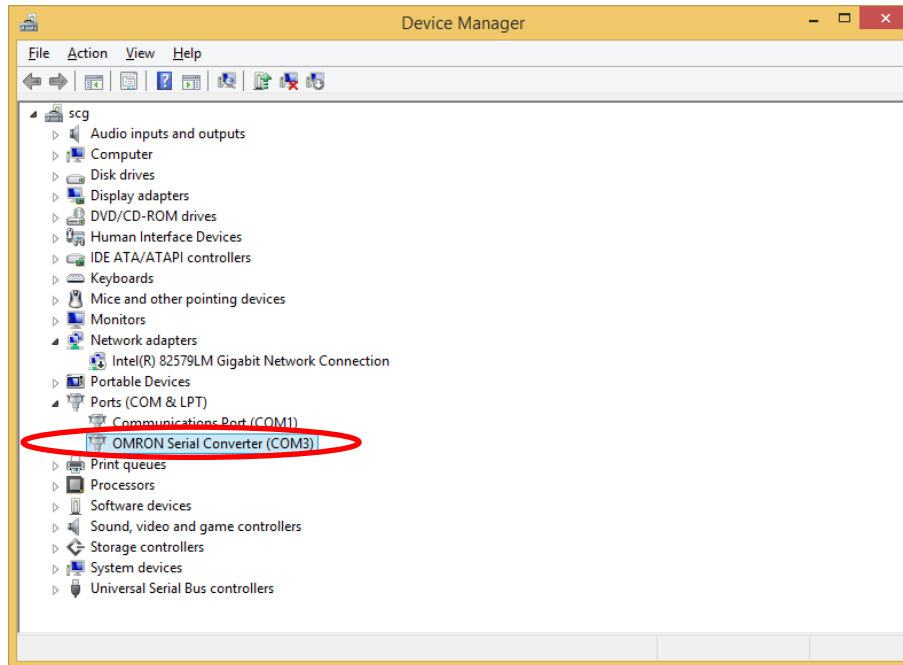 Device Manager
File Action View Help
scg
Audio inputs and outputs
Computer
Disk drives
Display adapters
DVD/CD-ROM drives
Human Interface Devices
IDE ATA/ATAPI controllers
Keyboards
Mice and other pointing devices
Monitors
Network adapters
Intel(R) 82579LM Gigabit Network Connection
Portable Devices
Ports (COM & LPT)
Communications Port (COM1)
OMRON Serial Converter (COM3)
Print queues
Processors
Software devices
Sound, video and game controllers
Storage controllers
System devices
Universal Serial Bus controllers